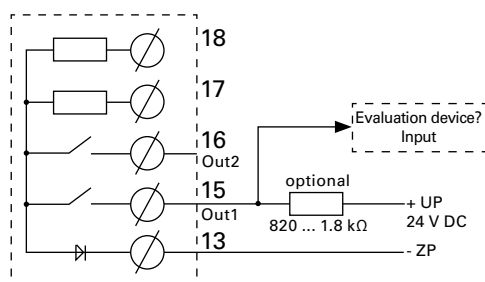 18
17
16
Out2
15
Out1
13
Evaluation device?
Input
optional
820 ... 1.8 kΩ
+ UP
24 V DC
- ZP